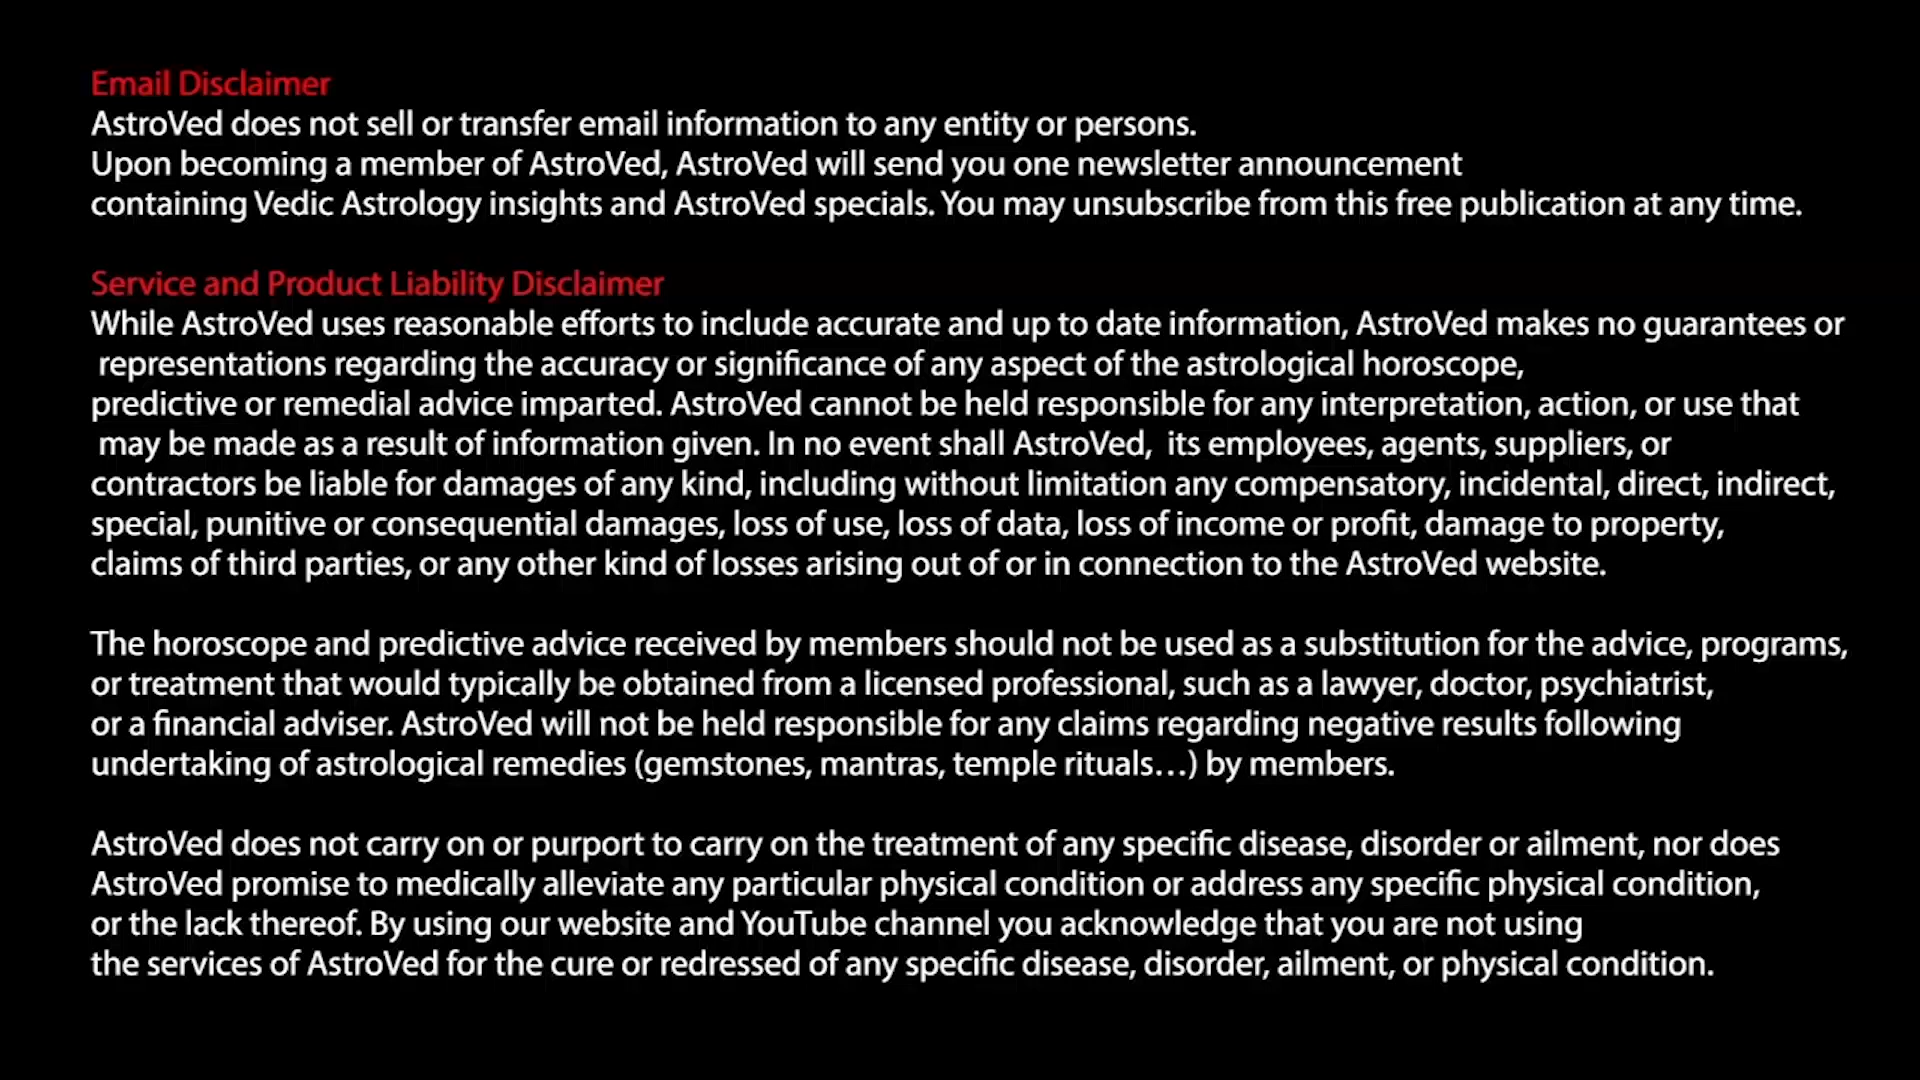 Email Disclaimer
AstroVed does not sell or transfer email information to any entity or persons.
Upon becoming a member of AstroVed, AstroVed will send you one newsletter announcement
containing Vedic Astrology insights and AstroVed specials. You may unsubscribe from this free publication at any time.
Service and Product Liability Disclaimer
While AstroVed uses reasonable efforts to include accurate and up to date information, AstroVed makes no guarantees or
representations regarding the accuracy or significance of any aspect of the astrological horoscope,
predictive or remedial advice imparted. AstroVed cannot be held responsible for any interpretation, action, or use that
may be made as a result of information given. In no event shall AstroVed, its employees, agents, suppliers, or
contractors be liable for damages of any kind, including without limitation any compensatory, incidental, direct, indirect,
special, punitive or consequential damages, loss of use, loss of data, loss of income or profit, damage to property,
claims of third parties, or any other kind of losses arising out of or in connection to the AstroVed website.
The horoscope and predictive advice received by members should not be used as a substitution for the advice, programs,
or treatment that would typically be obtained from a licensed professional, such as a lawyer, doctor, psychiatrist,
or a financial adviser. AstroVed will not be held responsible for any claims regarding negative results following
undertaking of astrological remedies (gemstones, mantras, temple rituals…) by members.
AstroVed does not carry on or purport to carry on the treatment of any specific disease, disorder or ailment, nor does
AstroVed promise to medically alleviate any particular physical condition or address any specific physical condition,
or the lack thereof. By using our website and YouTube channel you acknowledge that you are not using
the services of AstroVed for the cure or redressed of any specific disease, disorder, ailment, or physical condition.